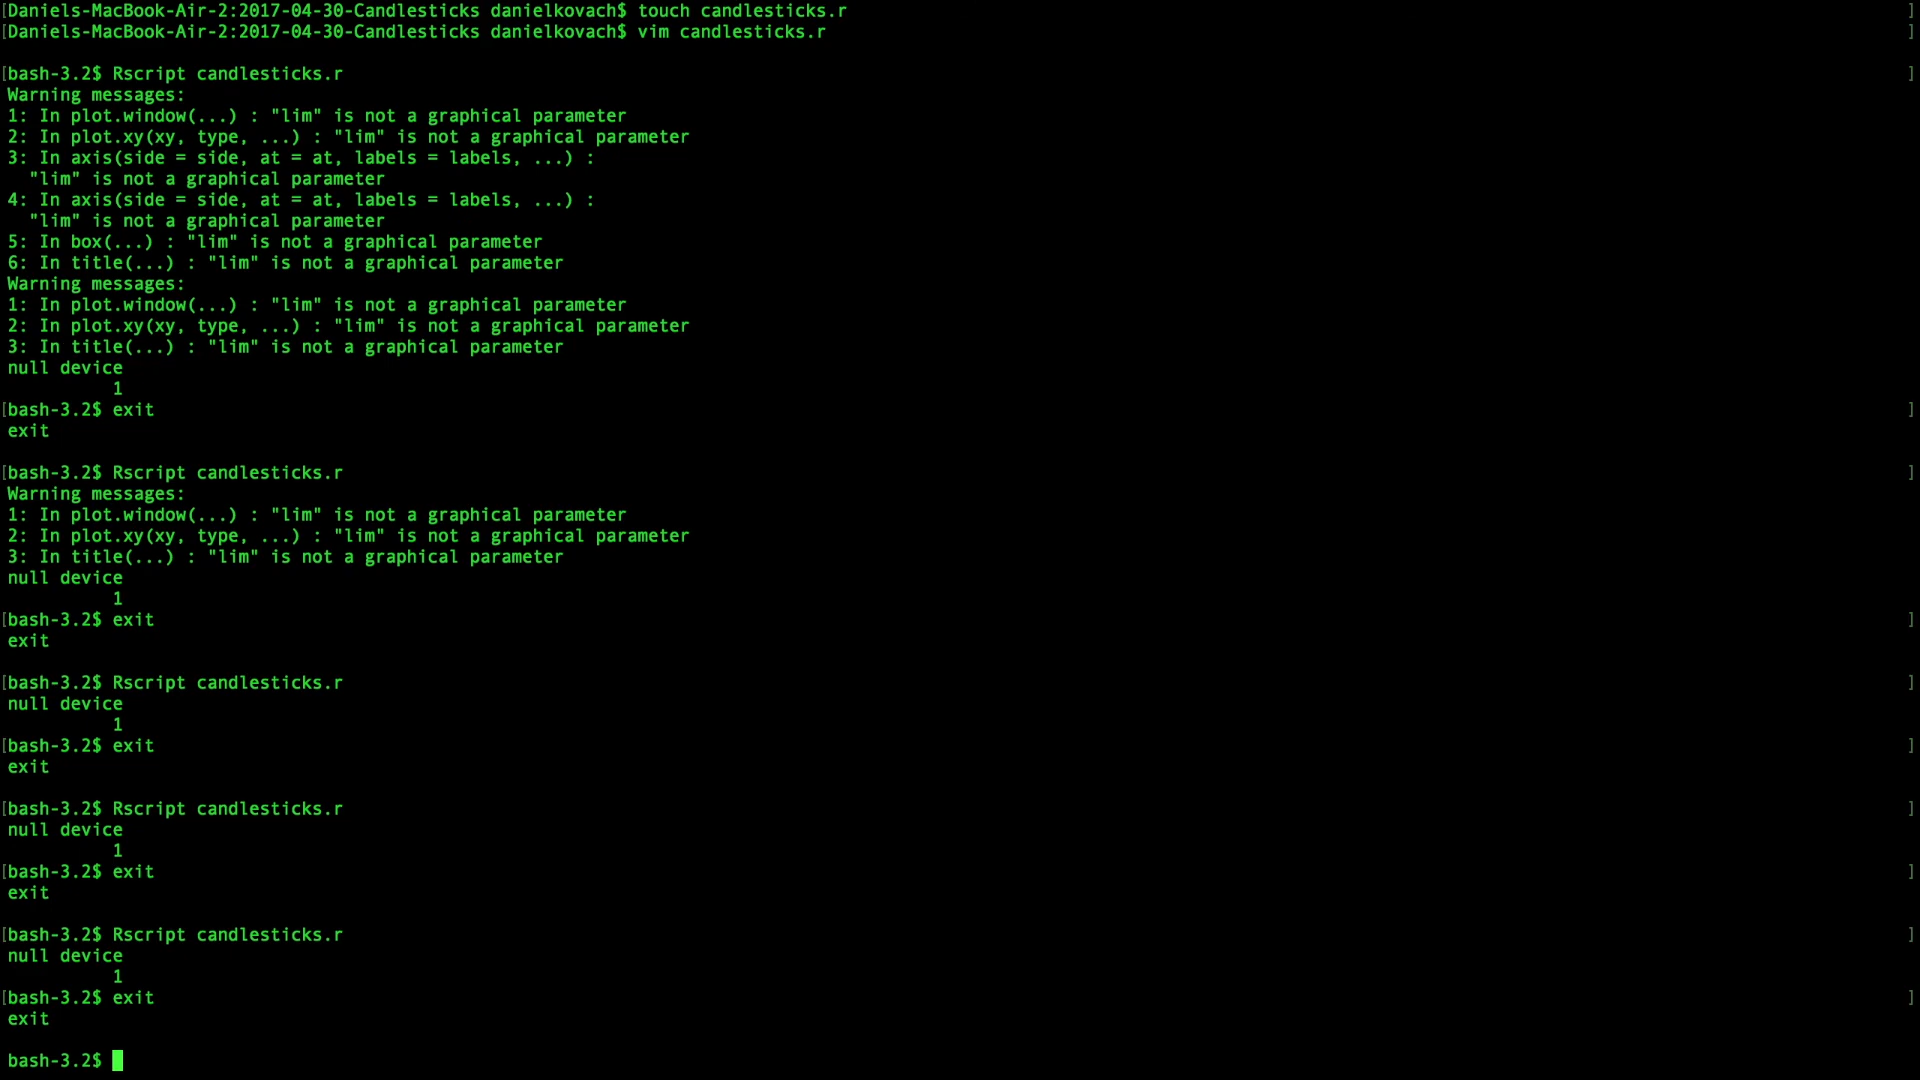 [Daniels-MacBook-Air-2:2017-04-30-Candlesticks danielkovach$ touch candlesticks.r ]
[Daniels-MacBook-Air-2:2017-04-30-Candlesticks danielkovach$ vim candlesticks.r ]
[bash-3.2$ Rscript candlesticks.r ]
Warning messages:
1: In plot.window(...) : "lim" is not a graphical parameter
2: In plot.xy(xy, type, ...) : "lim" is not a graphical parameter
3: In axis(side = side, at = at, labels = labels, ...) :
"lim" is not a graphical parameter
4: In axis(side = side, at = at, labels = labels, ...) :
"lim" is not a graphical parameter
5: In box(...) : "lim" is not a graphical parameter
6: In title(...) : "lim" is not a graphical parameter
Warning messages:
1: In plot.window(...) : "lim" is not a graphical parameter
2: In plot.xy(xy, type, ...) : "lim" is not a graphical parameter
3: In title(...) : "lim" is not a graphical parameter
null device
1
[bash-3.2$ exit ]
exit
[bash-3.2$ Rscript candlesticks.r ]
Warning messages:
1: In plot.window(...) : "lim" is not a graphical parameter
2: In plot.xy(xy, type, ...) : "lim" is not a graphical parameter
3: In title(...) : "lim" is not a graphical parameter
null device
1
[bash-3.2$ exit ]
exit
[bash-3.2$ Rscript candlesticks.r ]
null device
1
[bash-3.2$ exit ]
exit
[bash-3.2$ Rscript candlesticks.r ]
null device
1
[bash-3.2$ exit ]
exit
[bash-3.2$ Rscript candlesticks.r ]
null device
1
[bash-3.2$ exit ]
exit
bash-3.2$